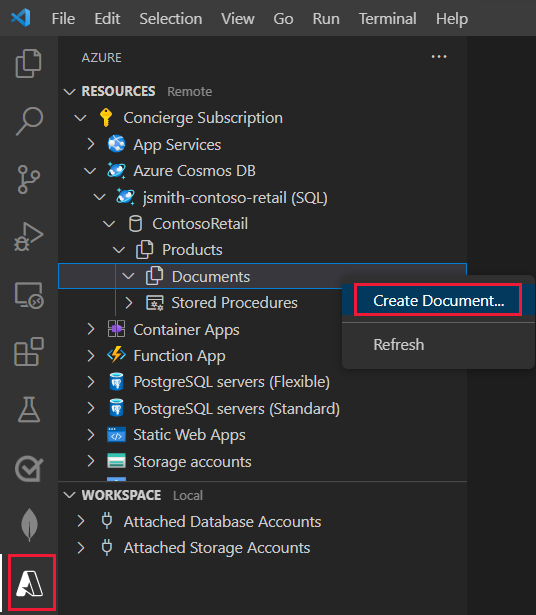 File Edit Selection View Go Run Terminal Help
AZURE
RESOURCES Remote
Concierge Subscription
App Services
Azure Cosmos DB
jsmith-contoso-retail (SQL)
ContosoRetail
Products
Documents
Create Document...
Stored Procedures
Container Apps
Refresh
Function App
PostgreSQL servers (Flexible)
PostgreSQL servers (Standard)
Static Web Apps
Storage accounts
WORKSPACE Local
Attached Database Accounts
Attached Storage Accounts